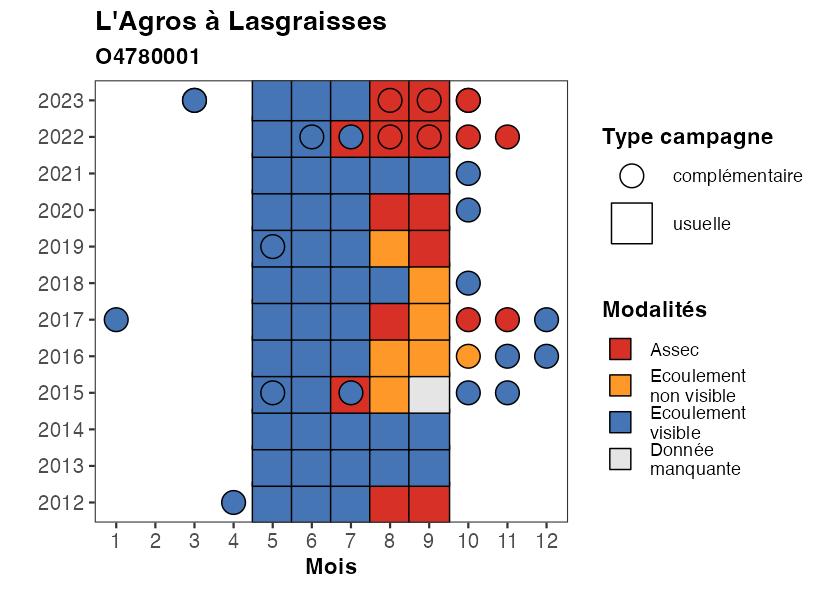 L'Agros à Lasgraisses
O4780001
2023
2022
2021
2020
2019
2018
2017
2016
2015
2014
2013
2012
1 2 3 4 5 6 7 8 9 10 11 12
Mois
Type campagne
complémentaire
usuelle
Modalités
Assec
Ecoulement
non visible
Ecoulement
visible
Donnée
manquante